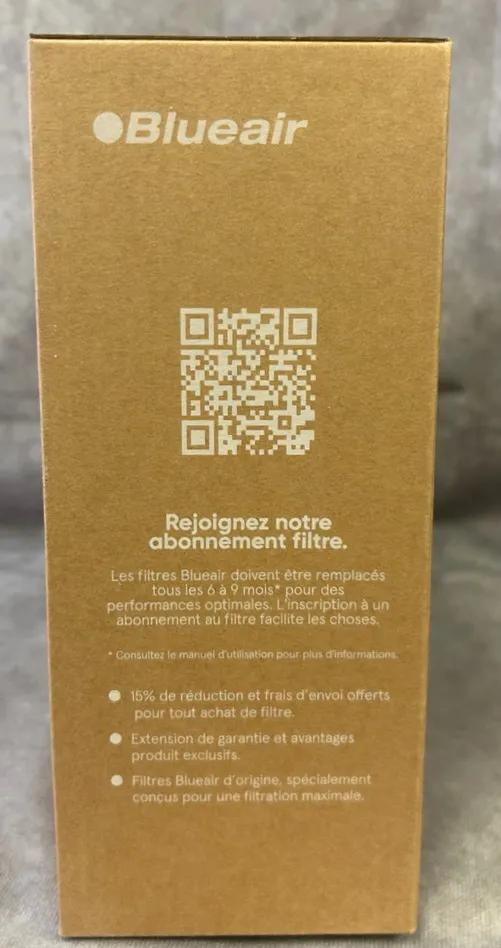 Blueair
Rejoignez notre
abonnement filtre.
Les filtres Blueair doivent être remplacés
tous les 6 à 9 mois* pour des
performances optimales. L'inscription à un
abonnement au filtre facilite les choses.
* Consultez le manuel d'utilisation pour plus d'informations.
15% de réduction et frais d'envoi offerts
pour tout achat de filtre.
Extension de garantie et avantages
produit exclusifs.
Filtres Blueair d'origine, spécialement
conçus pour une filtration maximale.